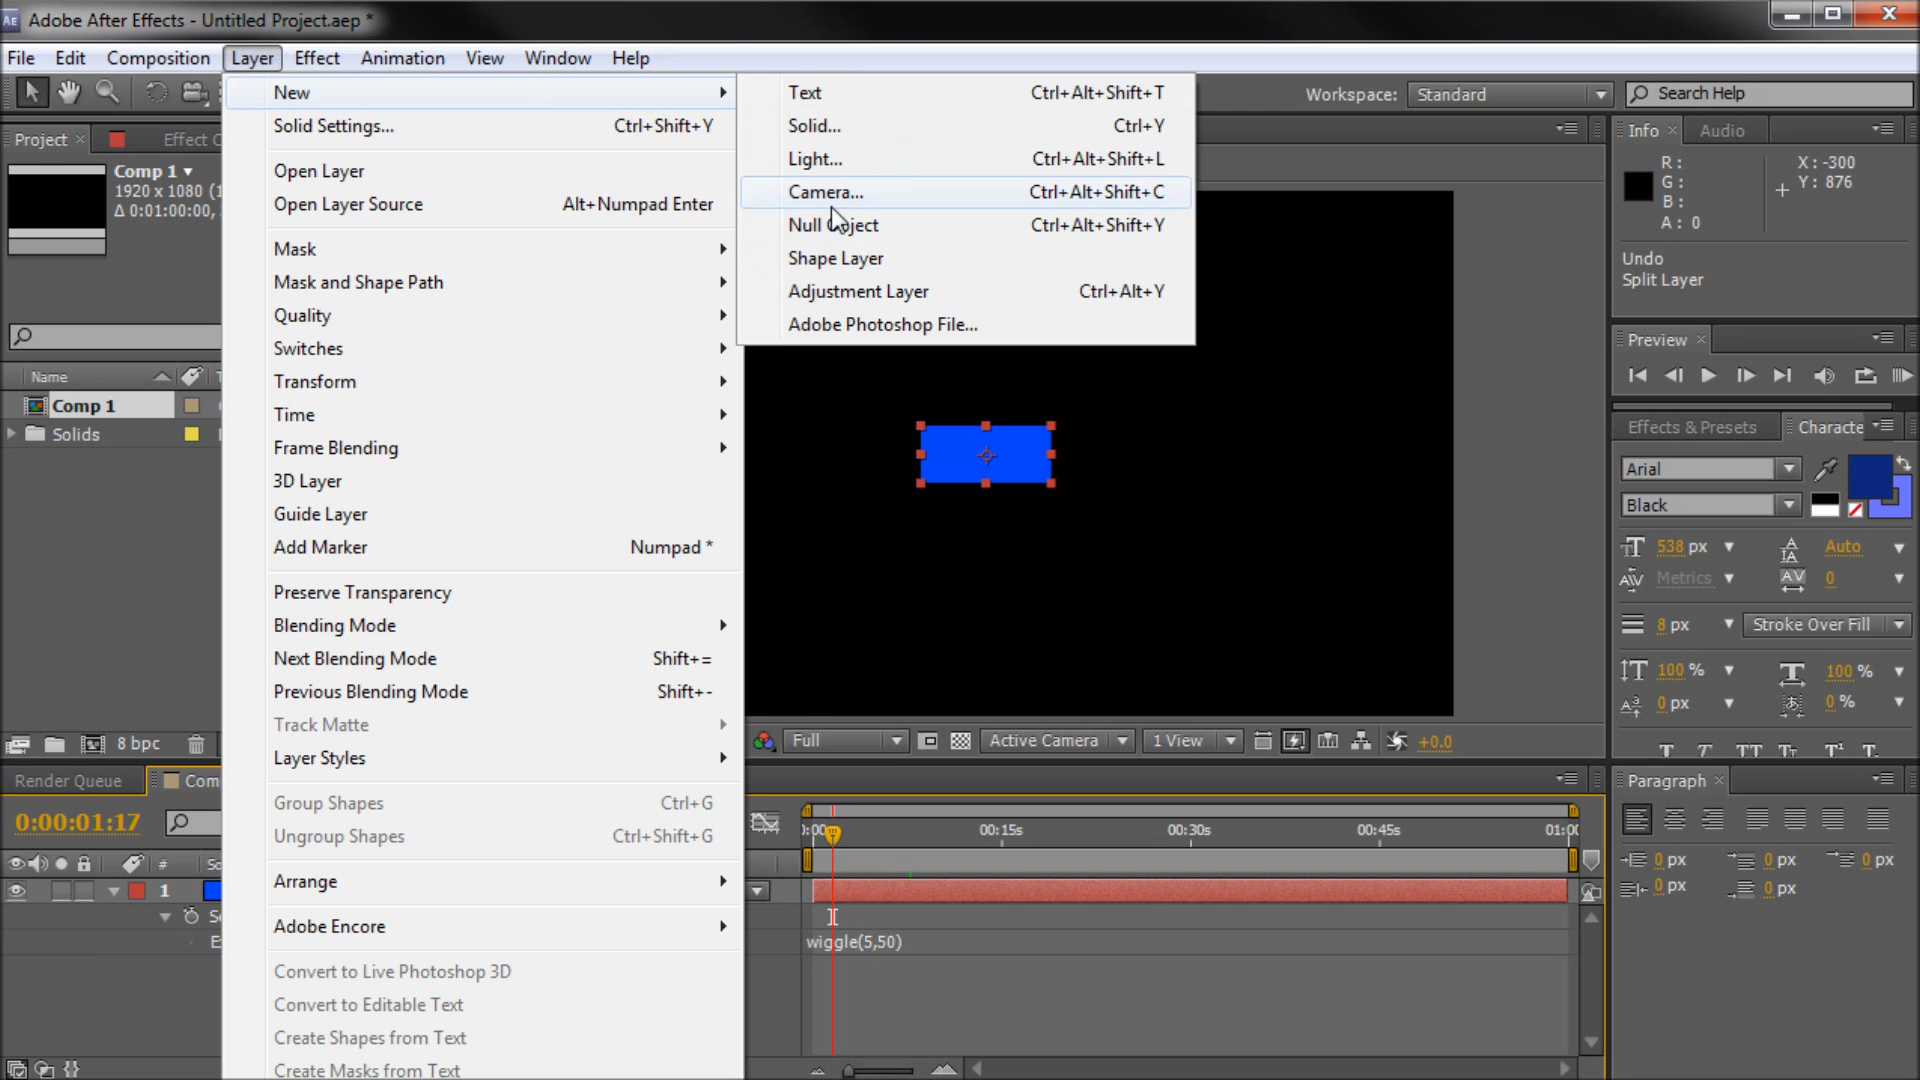 Adobe After Effects - Untitled Project.aep *
File Edit Composition Layer Effect Animation View Window Help
Workspace: Standard
Search Help
Project
Effect C
Comp 1
1920 x 1080 (1
Δ 0:01:00:00,
Name
Comp 1
Solids
8 bpc
New
Solid Settings... Ctrl+Shift+Y
Open Layer
Open Layer Source Alt+Numpad Enter
Mask
Mask and Shape Path
Quality
Switches
Transform
Time
Frame Blending
3D Layer
Guide Layer
Add Marker Numpad *
Preserve Transparency
Blending Mode
Next Blending Mode Shift+=
Previous Blending Mode Shift+-
Track Matte
Layer Styles
Group Shapes Ctrl+G
Ungroup Shapes Ctrl+Shift+G
Arrange
Adobe Encore
Convert to Live Photoshop 3D
Convert to Editable Text
Create Shapes from Text
Create Masks from Text
Text Ctrl+Alt+Shift+T
Solid... Ctrl+Y
Light... Ctrl+Alt+Shift+L
Camera... Ctrl+Alt+Shift+C
Null Object Ctrl+Alt+Shift+Y
Shape Layer
Adjustment Layer Ctrl+Alt+Y
Adobe Photoshop File...
Full
Active Camera
1 View
+0.0
Info Audio
R:
G:
B:
A: 0
X: -300
Y: 876
Undo
Split Layer
Preview
Effects & Presets Characte
Arial
Black
538 px
Auto
Metrics
0
8 px
Stroke Over Fill
100 %
100 %
0 px
0 %
Paragraph
0 px
0 px
0 px
0 px
0 px
Render Queue
Com
0:00:01:17
#
So
1
wiggle(5,50)
00:15s 00:30s 00:45s